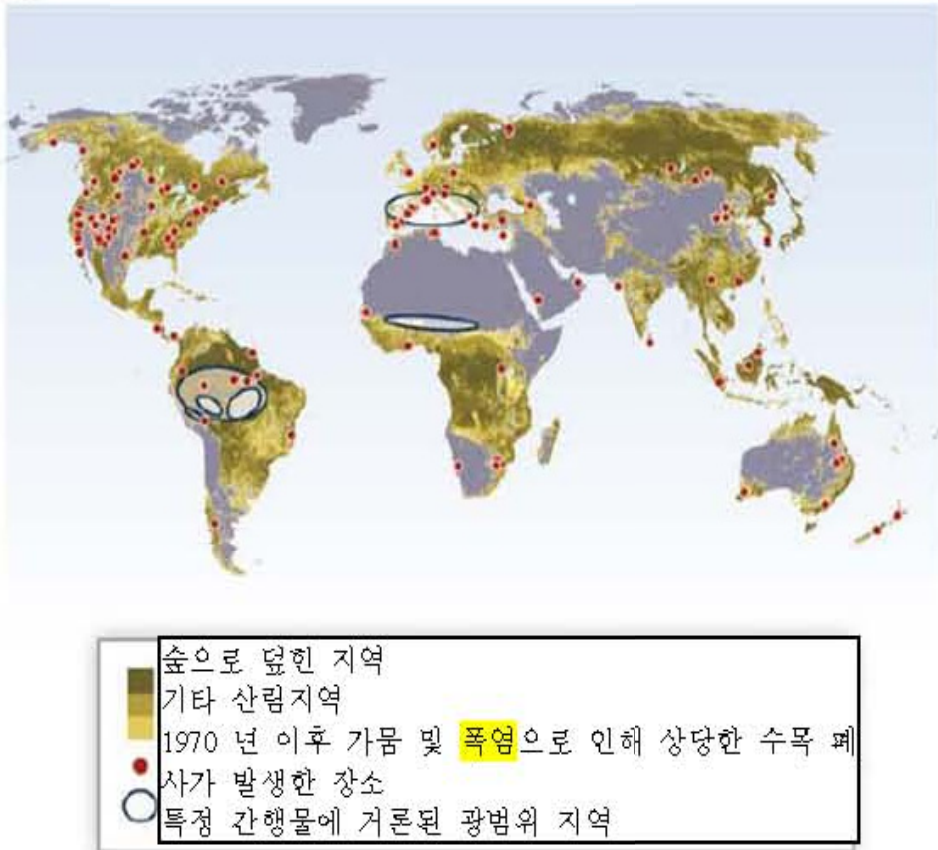 숲으로 덮힌 지역
기타 산림지역
1970 년 이후 가뭄 및 폭염으로 인해 상당한 수목 폐
사가 발생한 장소
특정 간행물에 거론된 광범위 지역